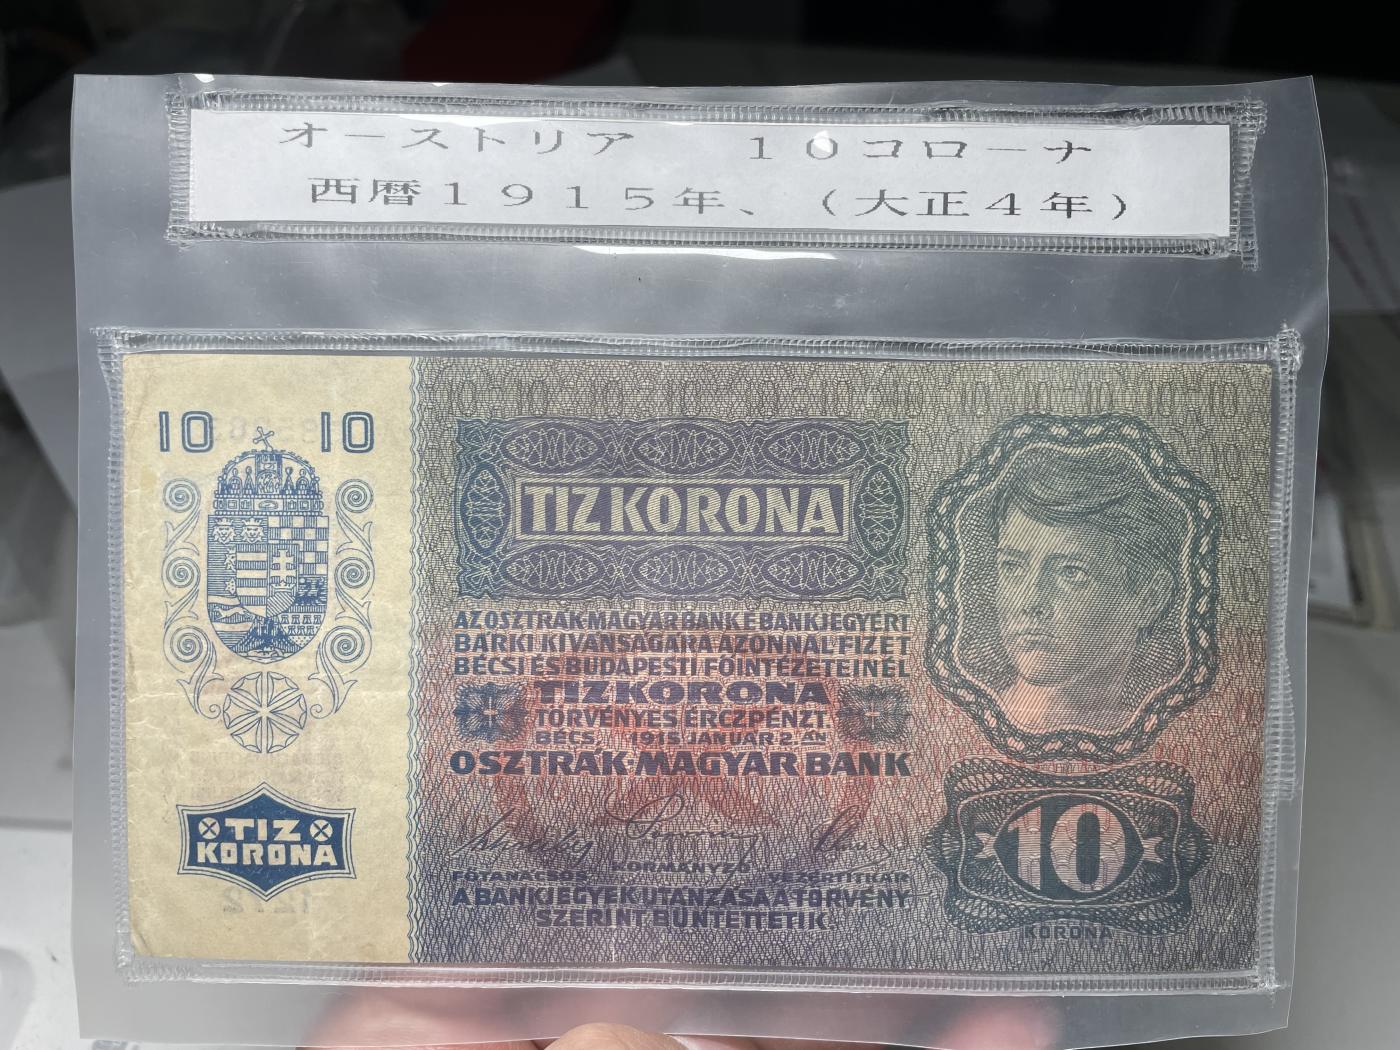 オーストリア　１０コローナ
西暦１９１５年、（大正４年）
10 10
TIZ KORONA
AZ OSZTRÁK-MAGYAR BANK E BANKJEGYÉRT
BÁRKI KÍVÁNSÁGÁRA AZONNAL FIZET
BÉCSI ÉS BUDAPESTI FŐINTÉZETEINÉL
TIZ KORONA
TÖRVÉNYES ÉRCZPÉNZT.
BÉCS, 1915 JANUÁR 2.-ÁN
OSZTRÁK-MAGYAR BANK
KORMÁNYZÓ
FŐTANÁCSOS VEZÉRTITKÁR
A BANKJEGYEK UTÁNZÁSA A TÖRVÉNY
SZERINT BÜNTETTETIK.
TIZ
KORONA
10
KORONA